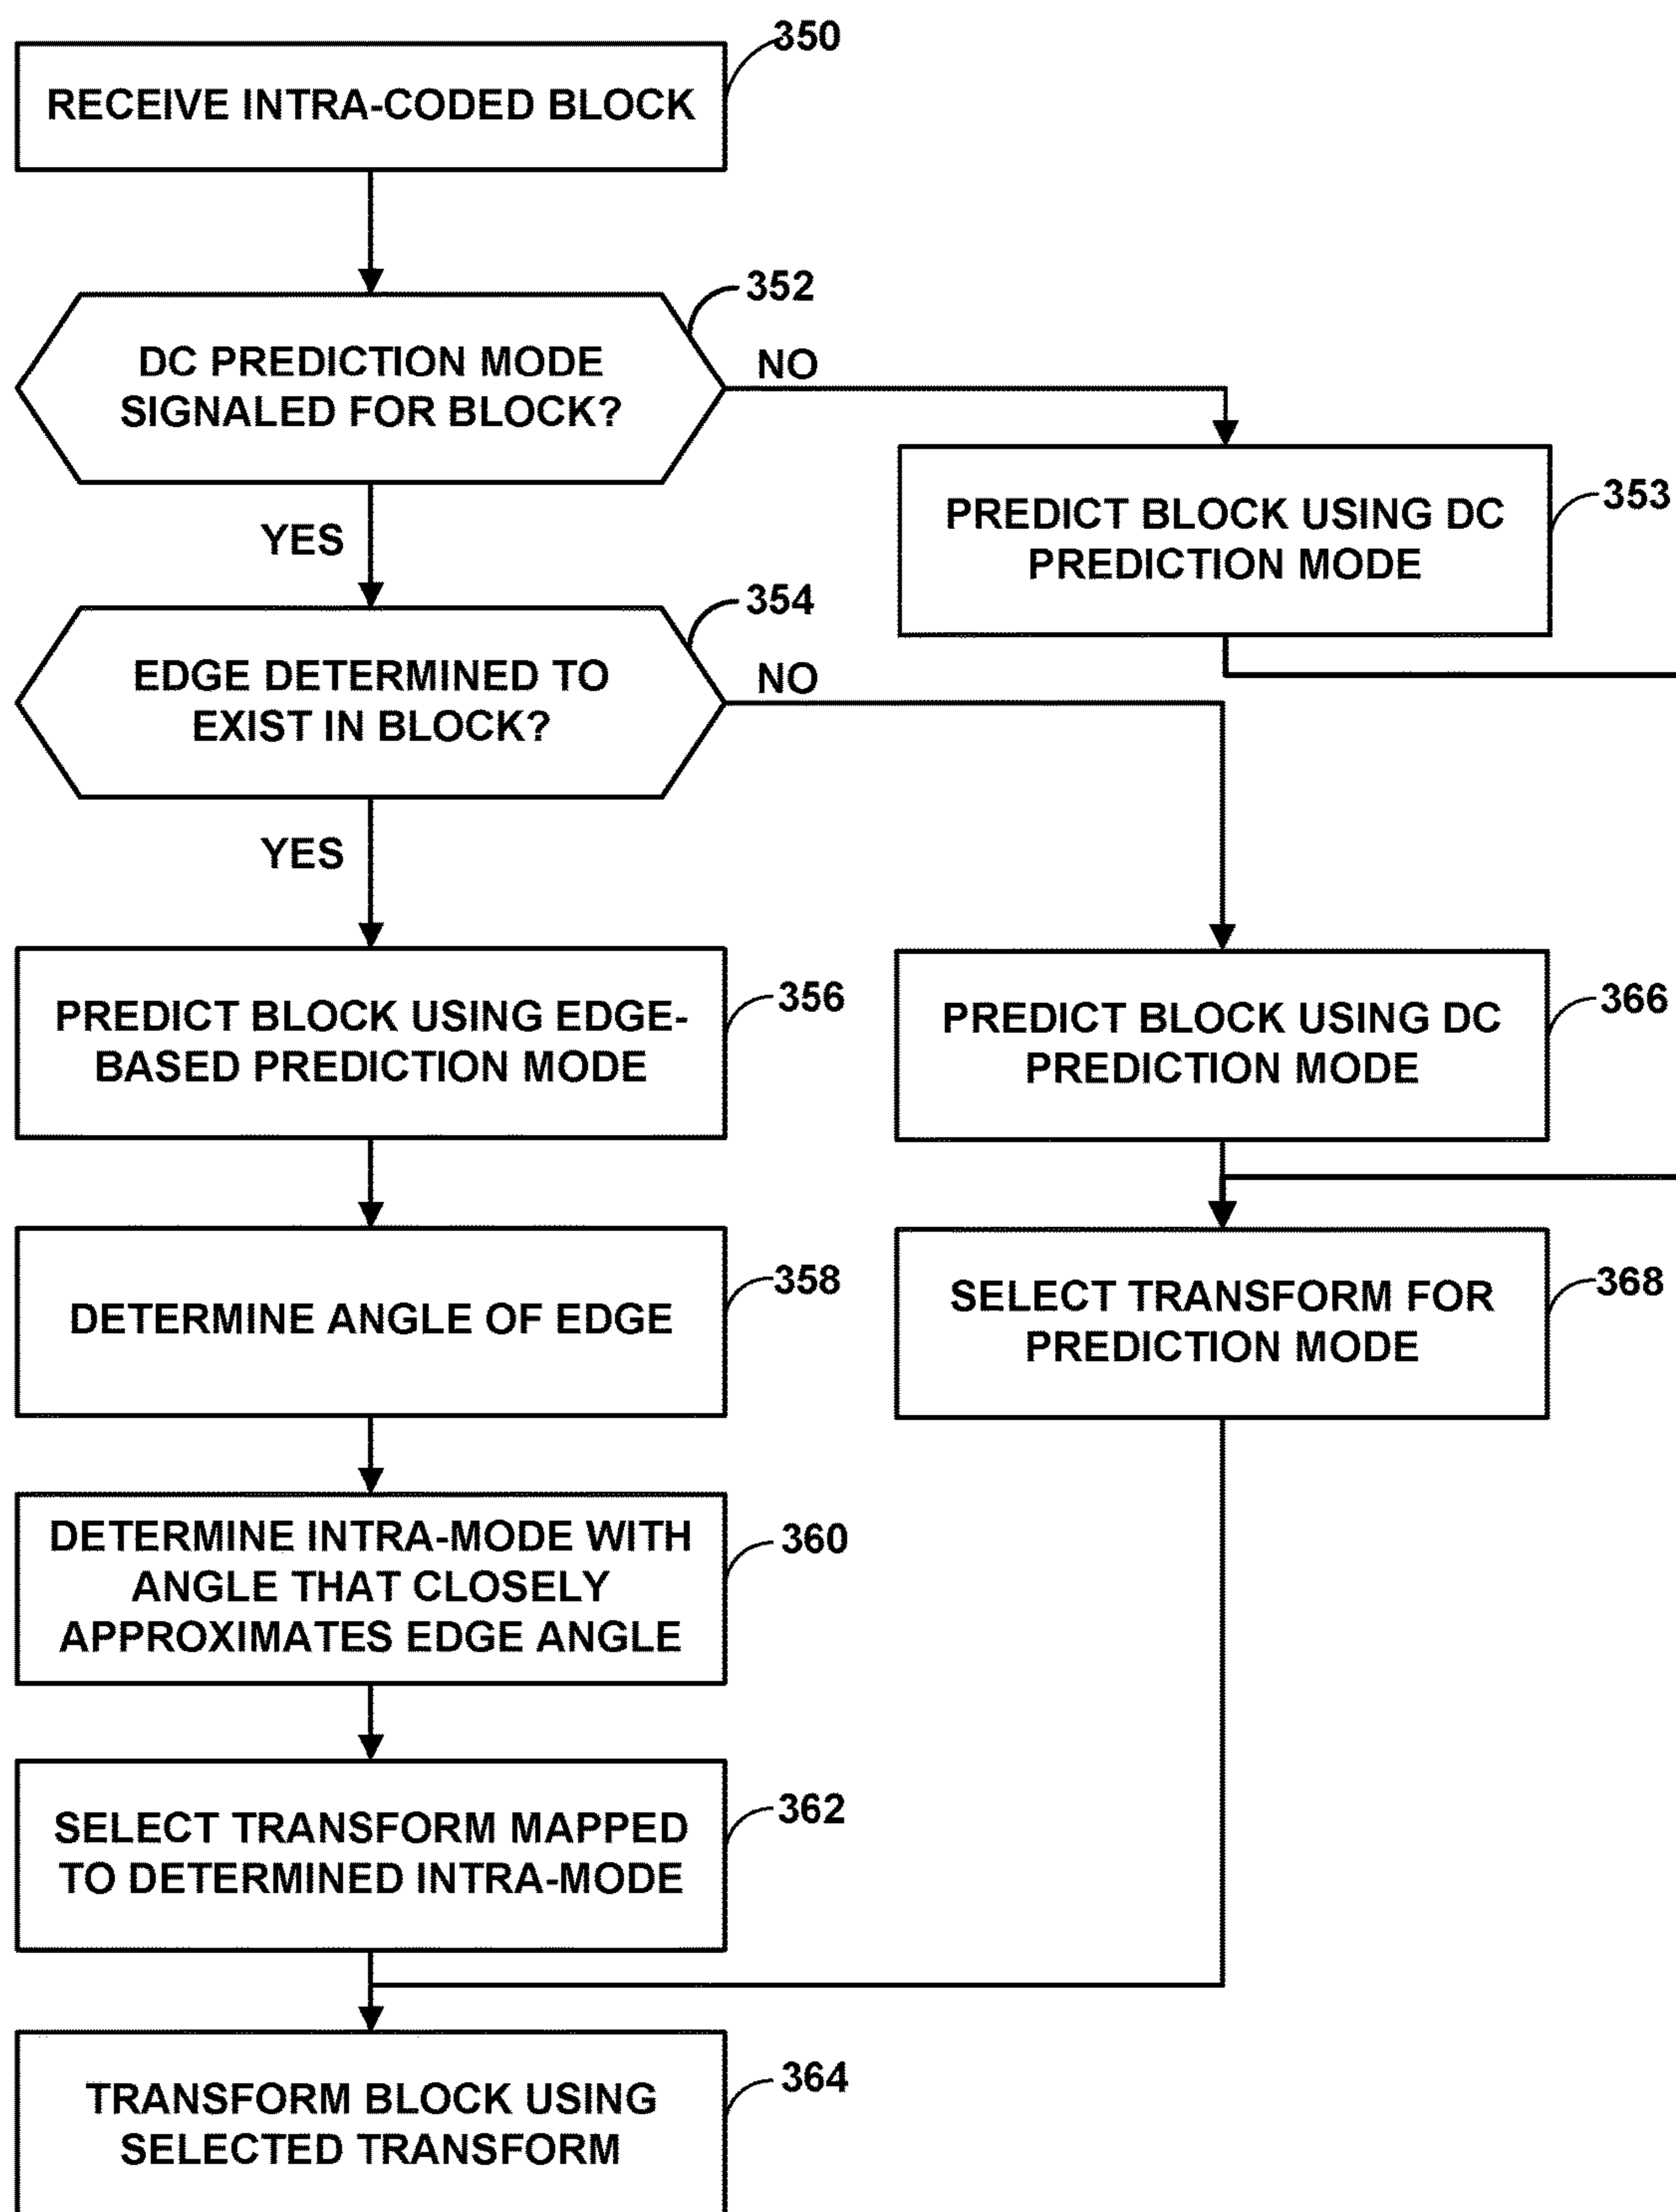 350
RECEIVE INTRA-CODED BLOCK
352
DC PREDICTION MODE
SIGNALED FOR BLOCK?
NO
353
PREDICT BLOCK USING DC
PREDICTION MODE
YES
354
EDGE DETERMINED TO
EXIST IN BLOCK?
NO
YES
356
PREDICT BLOCK USING EDGE-
BASED PREDICTION MODE
366
PREDICT BLOCK USING DC
PREDICTION MODE
358
DETERMINE ANGLE OF EDGE
368
SELECT TRANSFORM FOR
PREDICTION MODE
360
DETERMINE INTRA-MODE WITH
ANGLE THAT CLOSELY
APPROXIMATES EDGE ANGLE
362
SELECT TRANSFORM MAPPED
TO DETERMINED INTRA-MODE
364
TRANSFORM BLOCK USING
SELECTED TRANSFORM